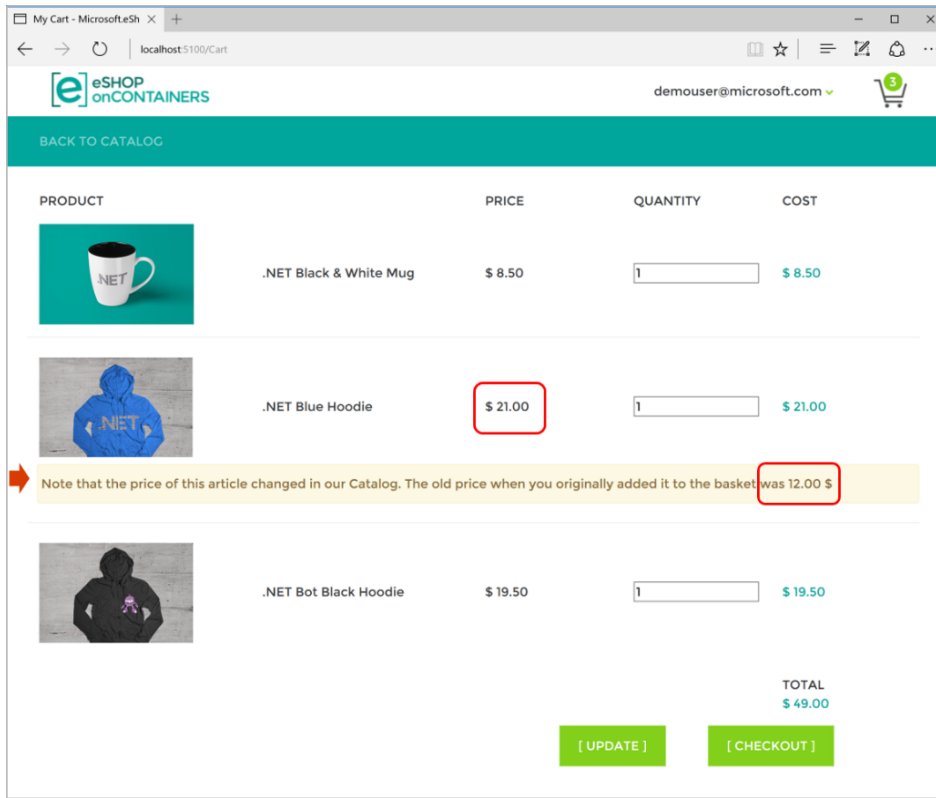 My Cart - Microsoft.eSh
localhost:5100/Cart
eSHOP
onCONTAINERS
demouser@microsoft.com
3
BACK TO CATALOG
PRODUCT PRICE QUANTITY COST
.NET
.NET Black & White Mug $ 8.50 1 $ 8.50
.NET
.NET Blue Hoodie $ 21.00 1 $ 21.00
Note that the price of this article changed in our Catalog. The old price when you originally added it to the basket was 12.00 $
.NET Bot Black Hoodie $ 19.50 1 $ 19.50
TOTAL
$ 49.00
[ UPDATE ] [ CHECKOUT ]